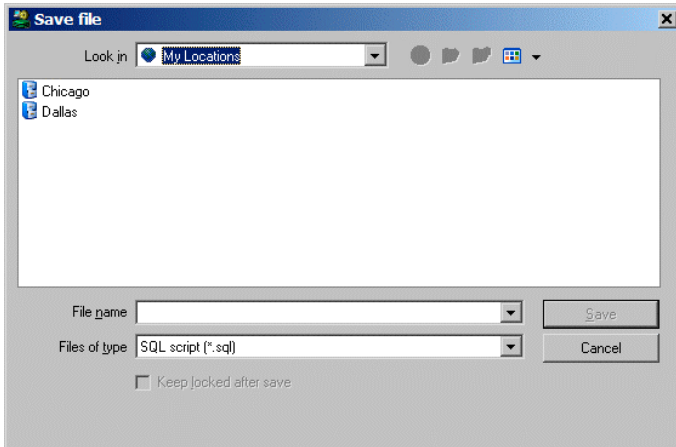 Save file
Look in My Locations
Chicago
Dallas
File name Save
Files of type SQL script (*.sql) Cancel
Keep locked after save